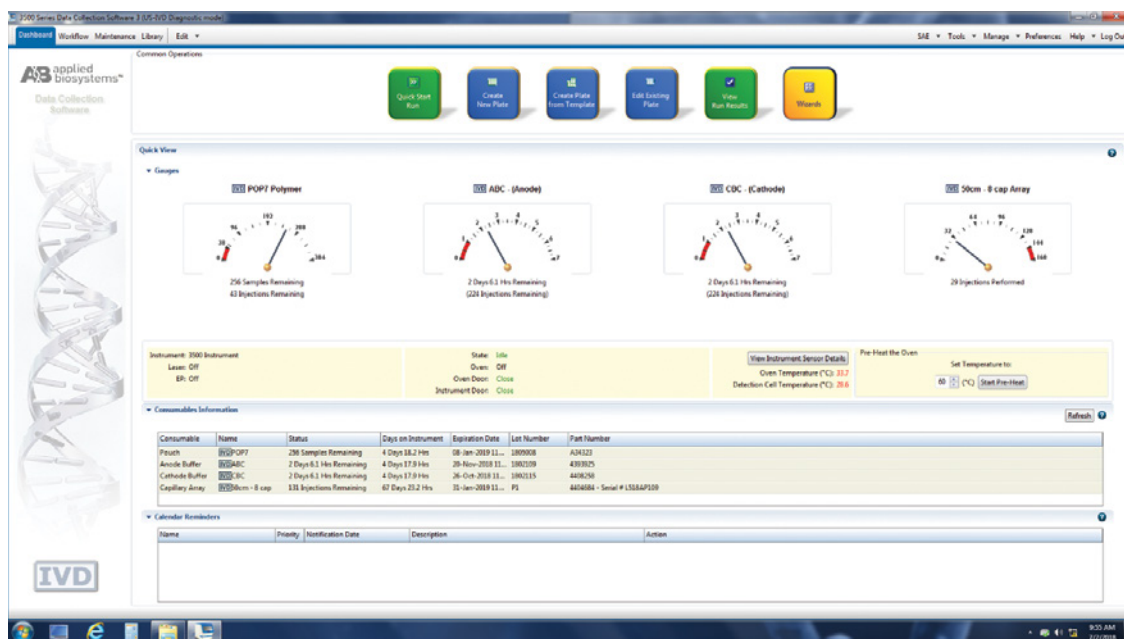 3500 Series Data Collection Software 3 (US-IVD Diagnostic mode)
Dashboard Workflow Maintenance Library Edit SAE Tools Manage Preferences Help Log Ou
AB applied biosystems
Data Collection
Software
Common Operations
Quick Start Run
Create New Plate
Create Plate from Template
Edit Existing Plate
View Run Results
Wizards
Quick View
Gauges
IVD POP7 Polymer
IVD ABC - (Anode)
IVD CBC - (Cathode)
IVD 50cm - 8 cap Array
256 Samples Remaining
43 Injections Remaining
2 Days 6.1 Hrs Remaining
(224 Injections Remaining)
2 Days 6.1 Hrs Remaining
(224 Injections Remaining)
29 Injections Performed
Instrument: 3500 Instrument
Laser: Off
EP: Off
State: Idle
Oven: Off
Oven Door: Close
Instrument Door: Close
View Instrument Sensor Details
Oven Temperature (°C): 33.7
Detection Cell Temperature (°C): 28.6
Pre-Heat the Oven
Set Temperature to:
60 (°C) Start Pre-Heat
Consumables Information
Refresh
Consumable Name Status Days on Instrument Expiration Date Lot Number Part Number
Pouch IVD POP7 256 Samples Remaining 4 Days 18.2 Hrs 08-Jan-2019 11... 1805008 A34323
Anode Buffer IVD ABC 2 Days 6.1 Hrs Remaining 4 Days 17.9 Hrs 20-Nov-2018 11... 1802109 4393925
Cathode Buffer IVD CBC 2 Days 6.1 Hrs Remaining 4 Days 17.9 Hrs 26-Oct-2018 11... 1802115 4408258
Capillary Array IVD 50cm - 8 cap 131 Injections Remaining 67 Days 23.2 Hrs 31-Jan-2019 11... P1 4404684 - Serial # L518AP109
Calendar Reminders
Name Priority Notification Date Description Action
IVD
9:55 AM
7/2/2018